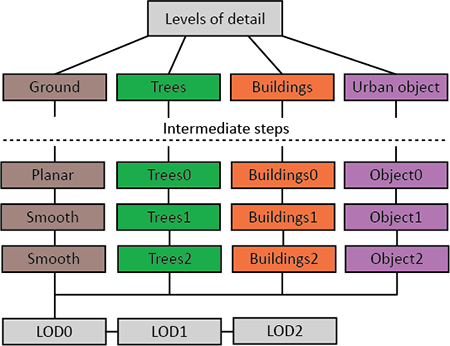 Levels of detail
Ground Trees Buildings Urban object
Intermediate steps
Planar Trees0 Buildings0 Object0
Smooth Trees1 Buildings1 Object1
Smooth Trees2 Buildings2 Object2
LOD0 LOD1 LOD2